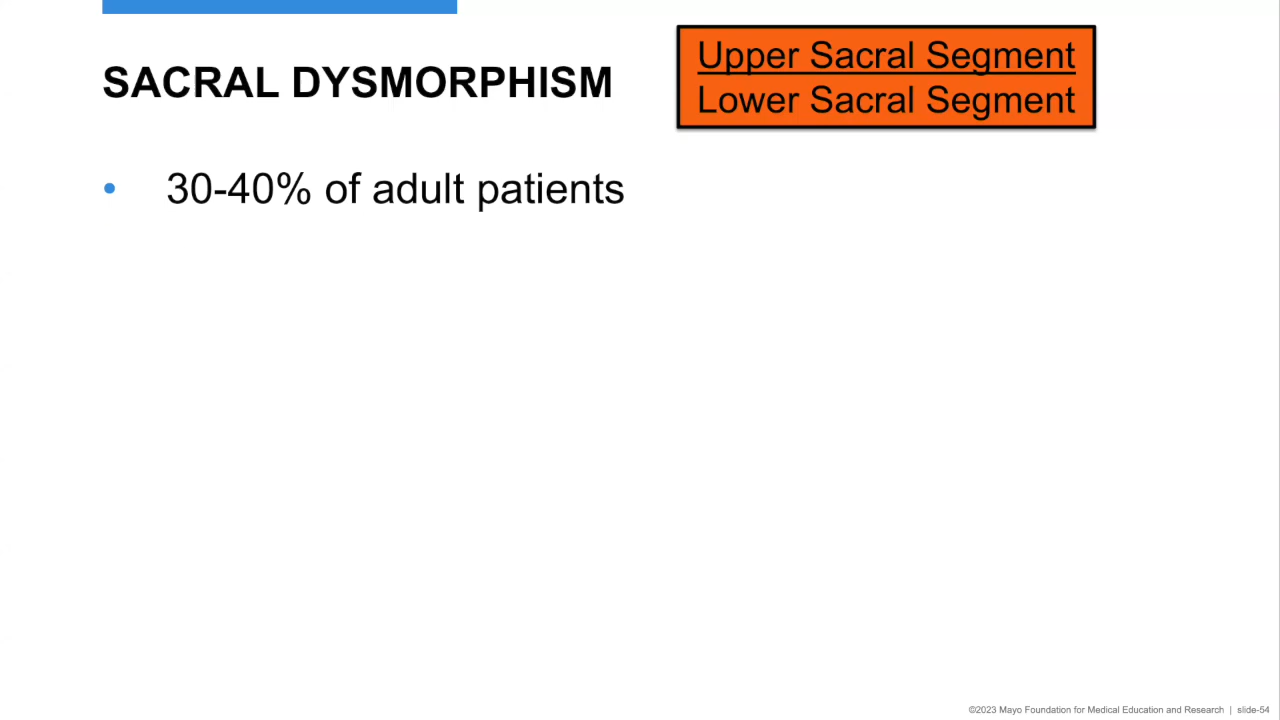 SACRAL DYSMORPHISM
Upper Sacral Segment
Lower Sacral Segment
• 30-40% of adult patients
©2023 Mayo Foundation for Medical Education and Research | slide-54